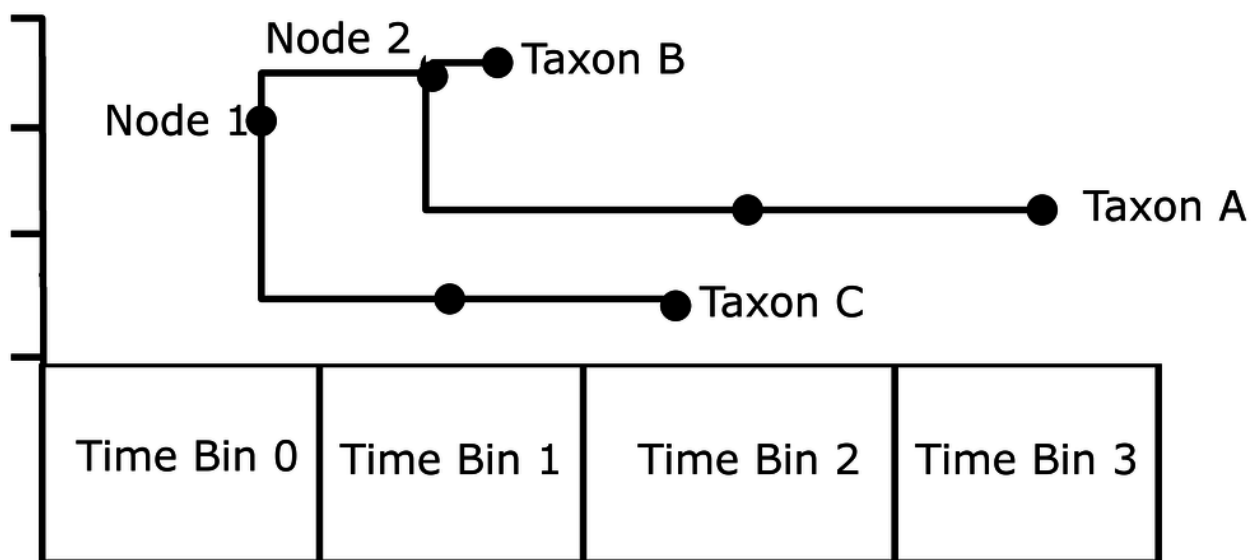 Node 2
Taxon B
Node 1
Taxon A
Taxon C
Time Bin 0
Time Bin 1
Time Bin 2
Time Bin 3